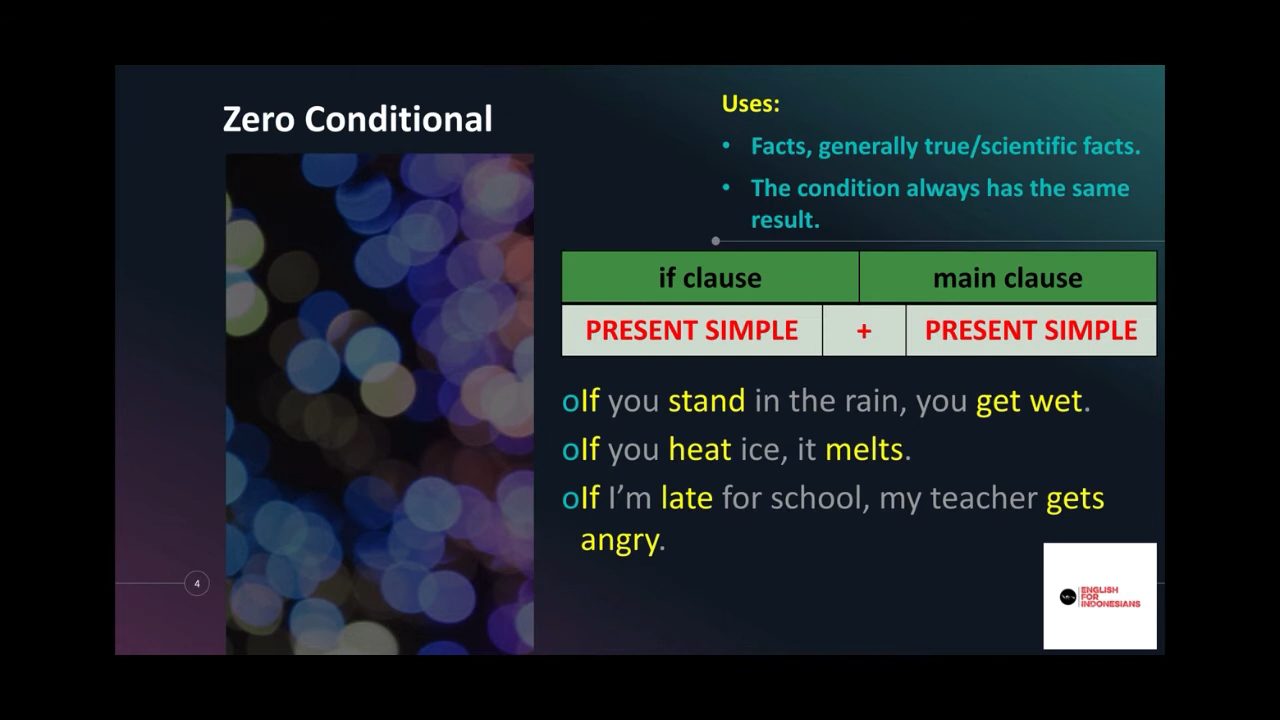 Zero Conditional
Uses:
• Facts, generally true/scientific facts.
• The condition always has the same
result.
if clause main clause
PRESENT SIMPLE + PRESENT SIMPLE
oIf you stand in the rain, you get wet.
oIf you heat ice, it melts.
oIf I’m late for school, my teacher gets
angry.
4
ENGLISH
FOR
INDONESIANS